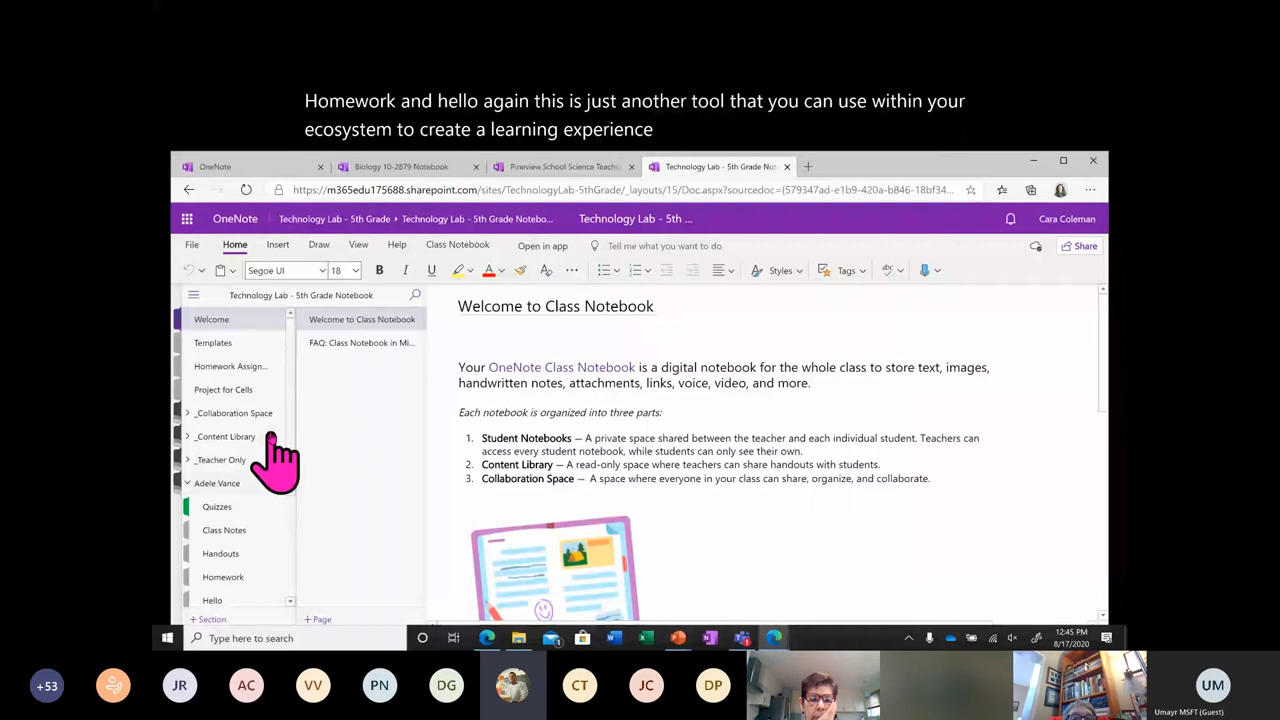 Homework and hello again this is just another tool that you can use within your
ecosystem to create a learning experience
OneNote
Biology 10-2879 Notebook
Pineview School Science Teache
Technology Lab - 5th Grade Not
https://m365edu175688.sharepoint.com/sites/TechnologyLab-5thGrade/_layouts/15/Doc.aspx?sourcedoc={579347ad-e1b9-420a-b846-18bf34...
OneNote
Technology Lab - 5th Grade
Technology Lab - 5th Grade Notebo...
Technology Lab - 5th ...
Cara Coleman
File
Home
Insert
Draw
View
Help
Class Notebook
Open in app
Tell me what you want to do
Share
Segoe UI
18
B
I
U
A
Styles
Tags
Technology Lab - 5th Grade Notebook
Welcome
Templates
Homework Assign...
Project for Cells
_Collaboration Space
_Content Library
_Teacher Only
Adele Vance
Quizzes
Class Notes
Handouts
Homework
Hello
+ Section
Welcome to Class Notebook
FAQ: Class Notebook in Mi...
+ Page
Welcome to Class Notebook
Your OneNote Class Notebook is a digital notebook for the whole class to store text, images,
handwritten notes, attachments, links, voice, video, and more.
Each notebook is organized into three parts:
1. Student Notebooks — A private space shared between the teacher and each individual student. Teachers can
access every student notebook, while students can only see their own.
2. Content Library — A read-only space where teachers can share handouts with students.
3. Collaboration Space — A space where everyone in your class can share, organize, and collaborate.
Type here to search
12:45 PM
8/17/2020
+53
JR
AC
VV
PN
DG
CT
JC
DP
UM
Umayr MSFT (Guest)